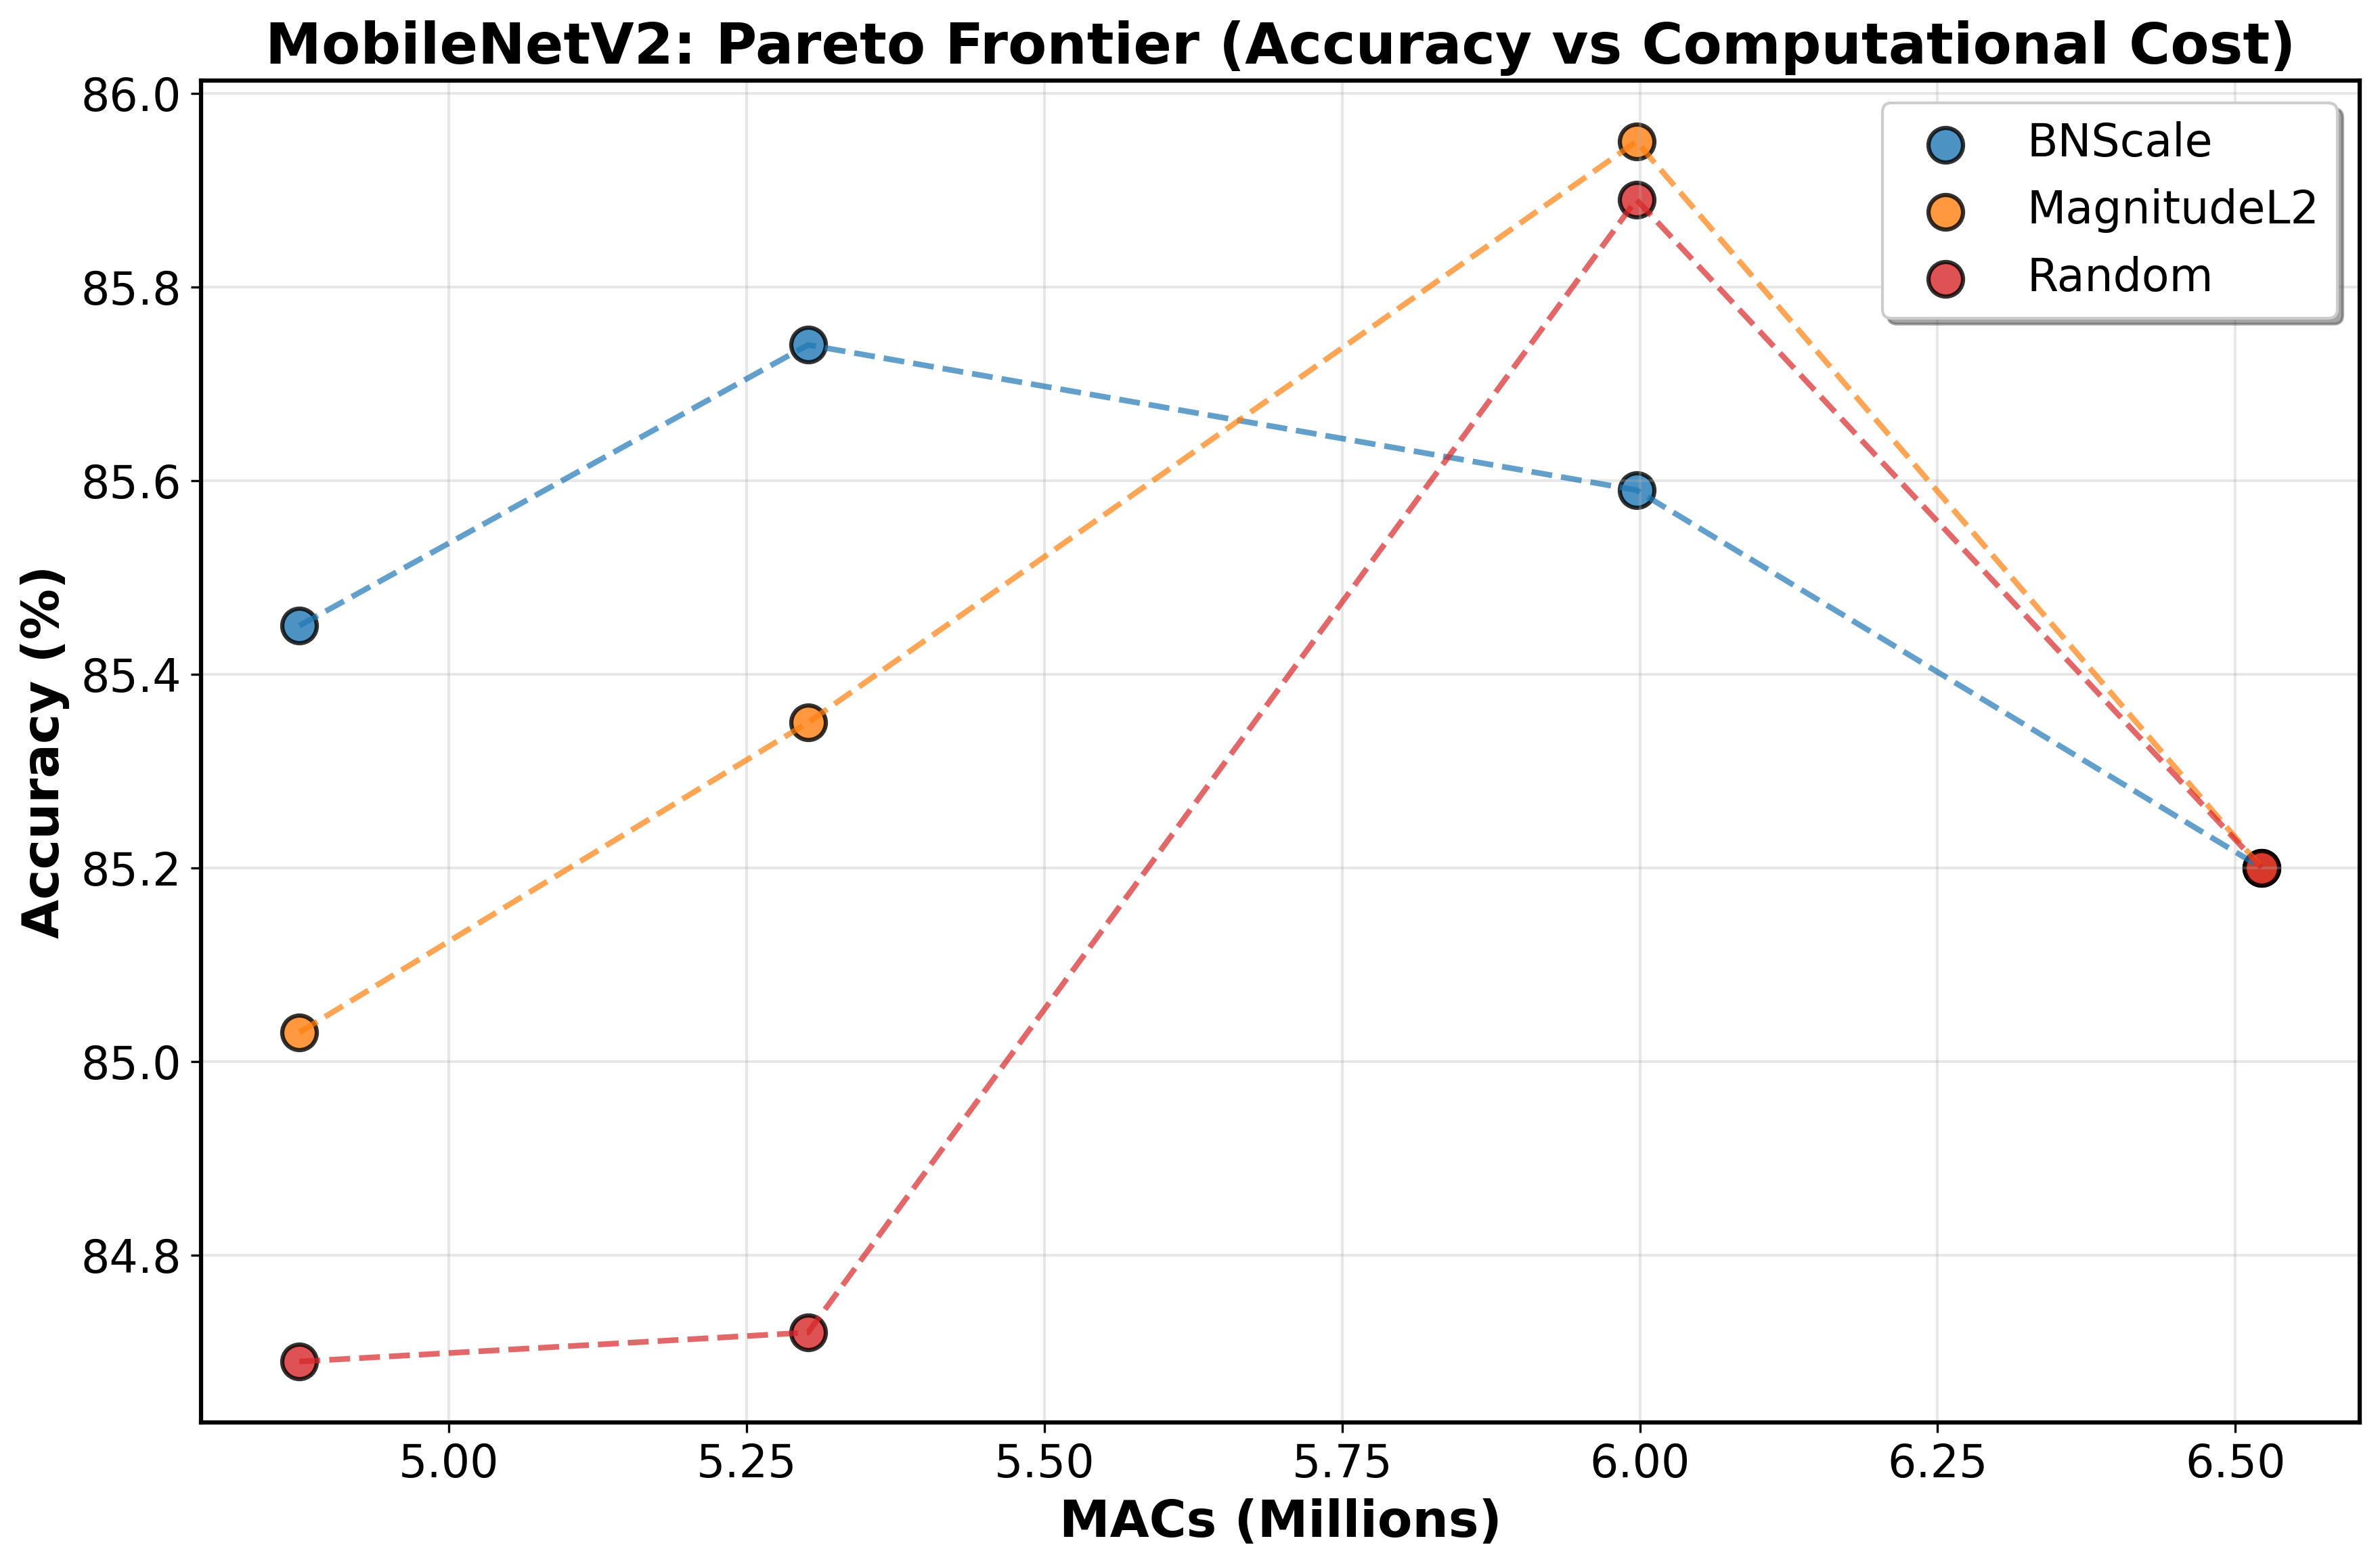 MobileNetV2: Pareto Frontier (Accuracy vs Computational Cost)
86.0
85.8
85.6
85.4
85.2
85.0
84.8
Accuracy (%)
BNScale
MagnitudeL2
Random
5.00
5.25
5.50
5.75
6.00
6.25
6.50
MACs (Millions)